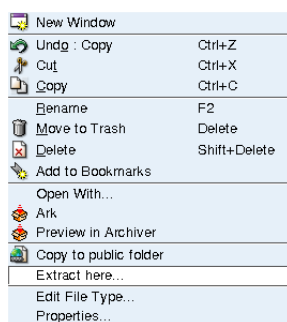 New Window
Undo : Copy Ctrl+Z
Cut Ctrl+X
Copy Ctrl+C
Rename F2
Move to Trash Delete
Delete Shift+Delete
Add to Bookmarks
Open With...
Ark
Preview in Archiver
Copy to public folder
Extract here...
Edit File Type...
Properties...